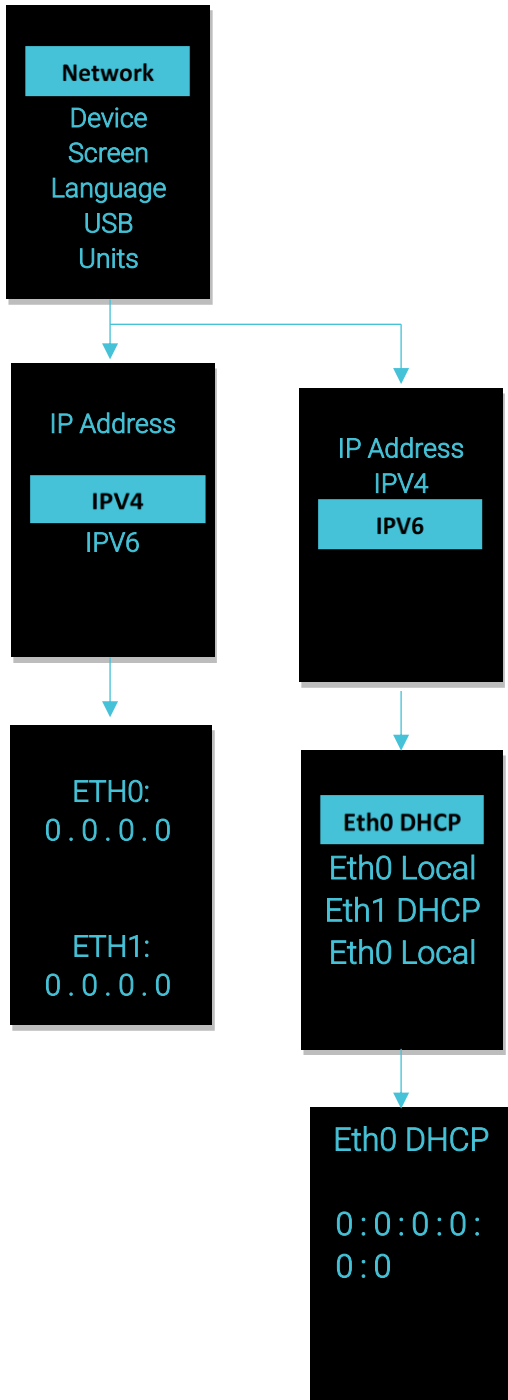 Network
Device
Screen
Language
USB
Units
IP Address
IPV4
IPV6
IP Address
IPV4
IPV6
ETH0:
0.0.0.0
ETH1:
0.0.0.0
Eth0 DHCP
Eth0 Local
Eth1 DHCP
Eth0 Local
Eth0 DHCP
0:0:0:0:
0:0